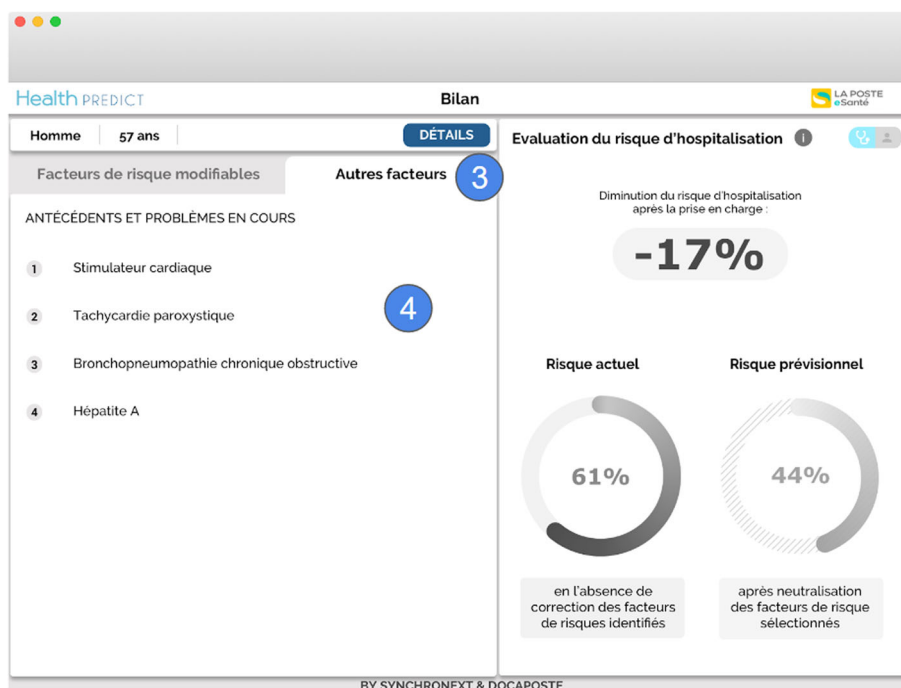 Health PREDICT
Bilan
LA POSTE
eSanté
Homme
57 ans
DÉTAILS
Facteurs de risque modifiables
Autres facteurs
3
ANTÉCÉDENTS ET PROBLÈMES EN COURS
1 Stimulateur cardiaque
2 Tachycardie paroxystique
4
3 Bronchopneumopathie chronique obstructive
4 Hépatite A
Evaluation du risque d'hospitalisation i
Diminution du risque d'hospitalisation
après la prise en charge :
-17%
Risque actuel
61%
en l'absence de
correction des facteurs
de risques identifiés
Risque prévisionnel
44%
après neutralisation
des facteurs de risque
sélectionnés
BY SYNCHRONEXT & DOCAPOSTE